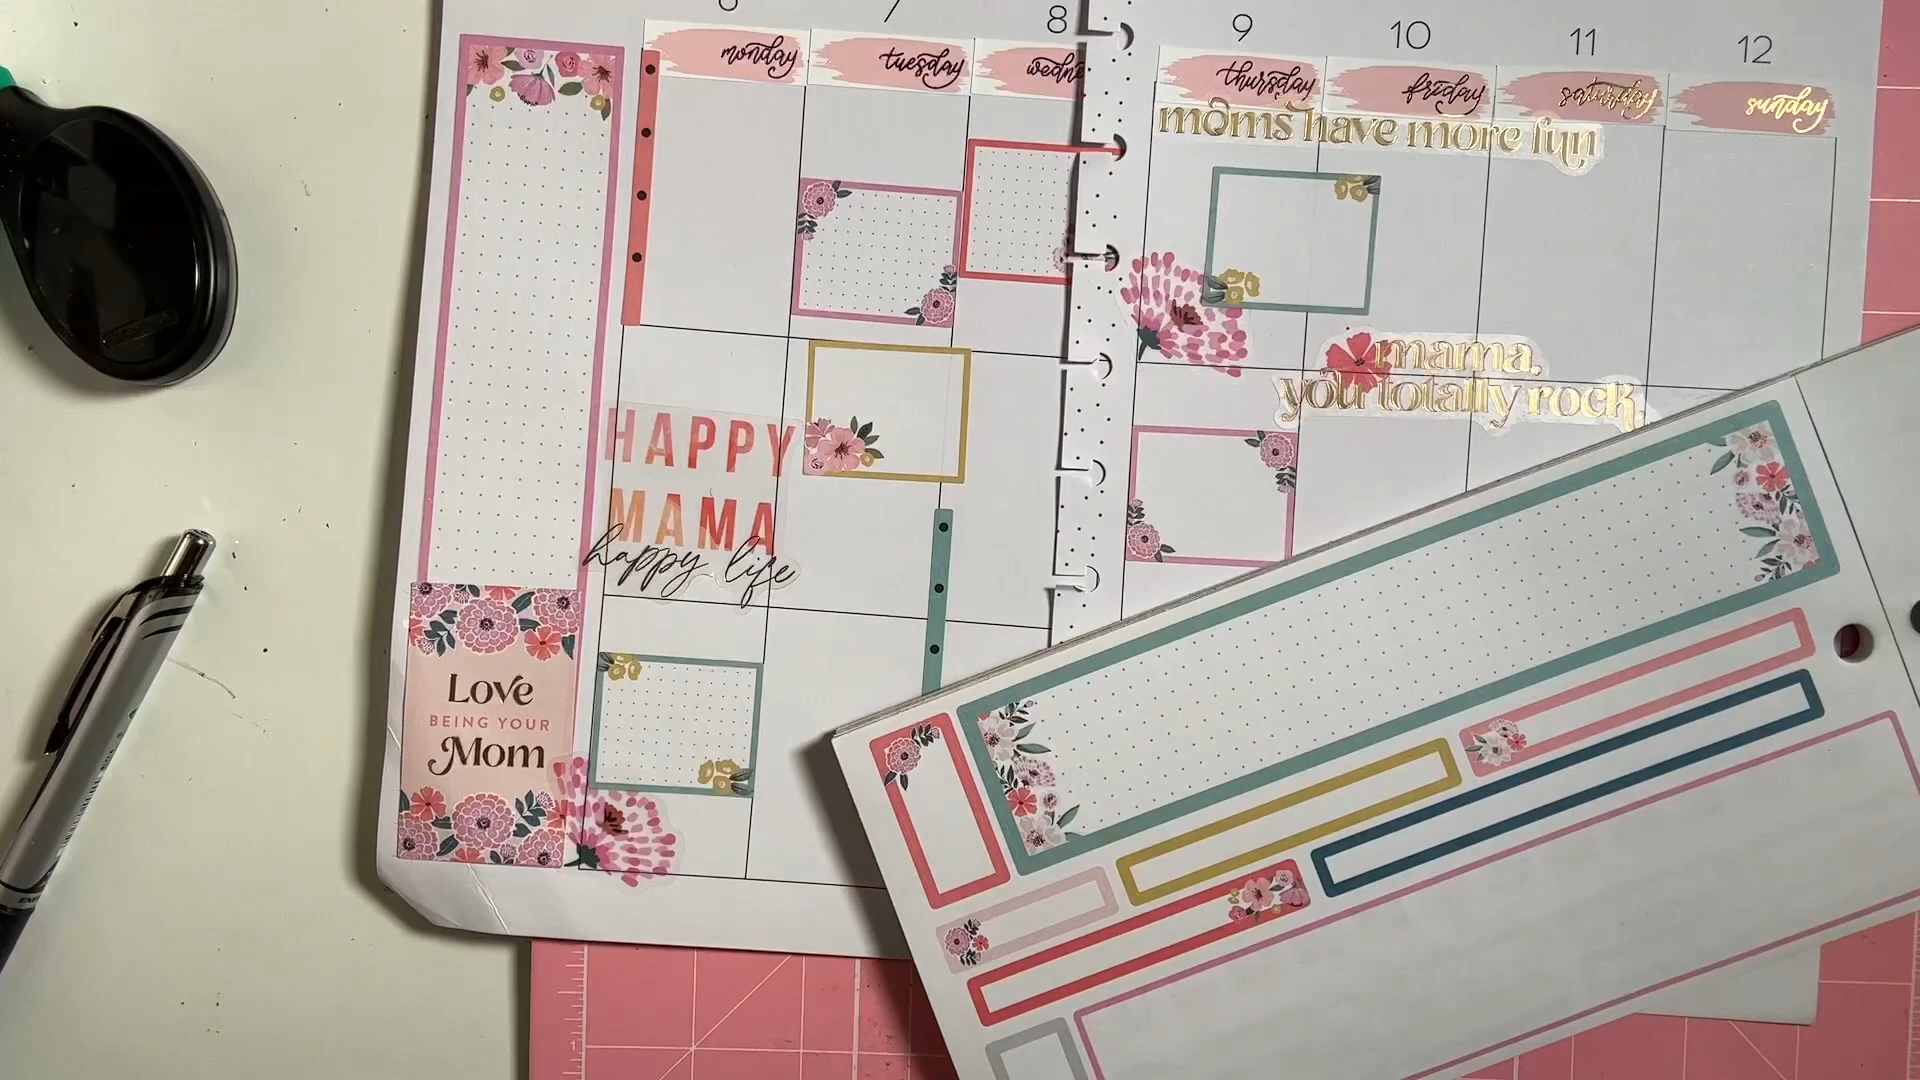 8
9
10
11
12
monday
tuesday
thursday
friday
saturday
sunday
moms have more fun
mama.
you totally rock.
HAPPY
MAMA
happy life
Love
BEING YOUR
Mom